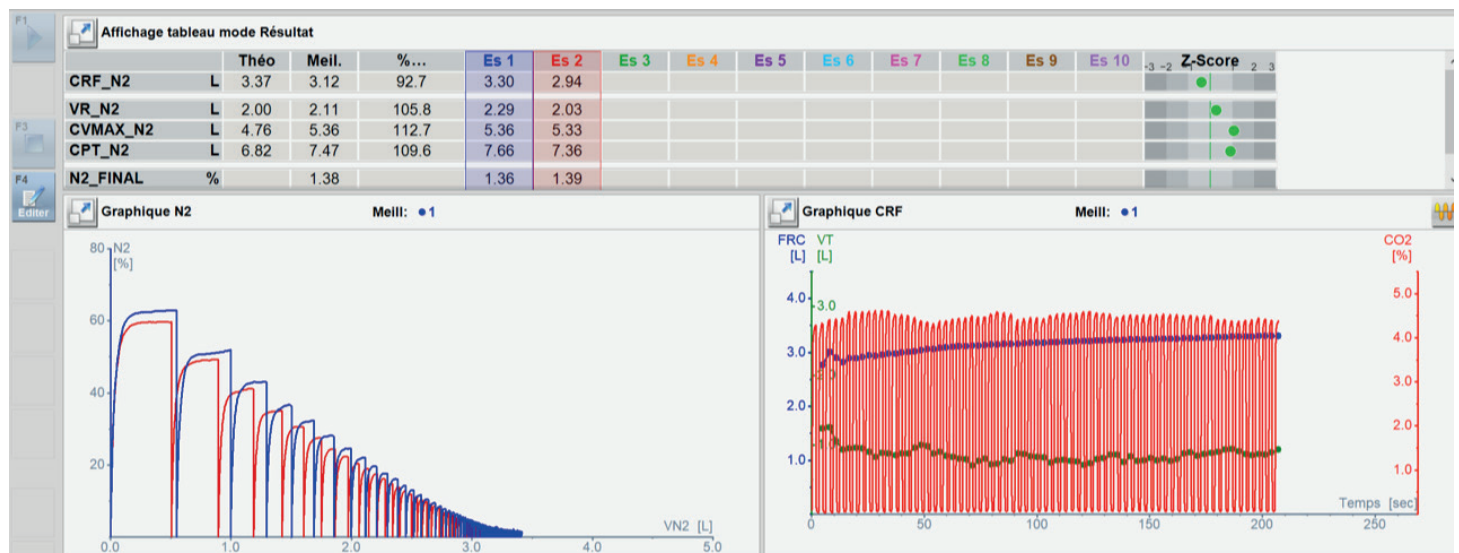 F1
Affichage tableau mode Résultat
Théo Meil. %... Es 1 Es 2 Es 3 Es 4 Es 5 Es 6 Es 7 Es 8 Es 9 Es 10 -3 -2 Z-Score 2 3
CRF_N2 L 3.37 3.12 92.7 3.30 2.94
VR_N2 L 2.00 2.11 105.8 2.29 2.03
F3
CVMAX_N2 L 4.76 5.36 112.7 5.36 5.33
CPT_N2 L 6.82 7.47 109.6 7.66 7.36
F4
N2_FINAL % 1.38 1.36 1.39
Editer
Graphique N2 Meill: 1
80 N2
[%]
60
40
20
VN2 [L]
0.0 1.0 2.0 3.0 4.0 5.0
Graphique CRF Meill: 1
FRC VT CO2
[L] [L] [%]
5.0
4.0 3.0
4.0
3.0
3.0
2.0
2.0
2.0
1.0
1.0
1.0
Temps [sec]
0 50 100 150 200 250